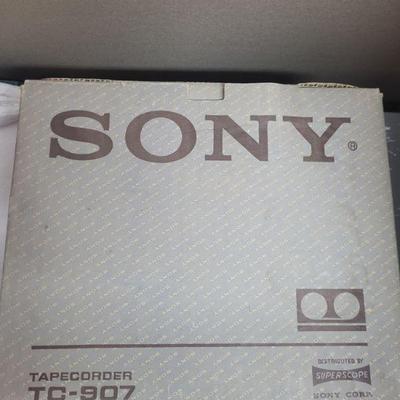 SONY®
TAPECORDER
TC-907
DISTRIBUTED BY
SUPERSCOPE
SONY CORP.